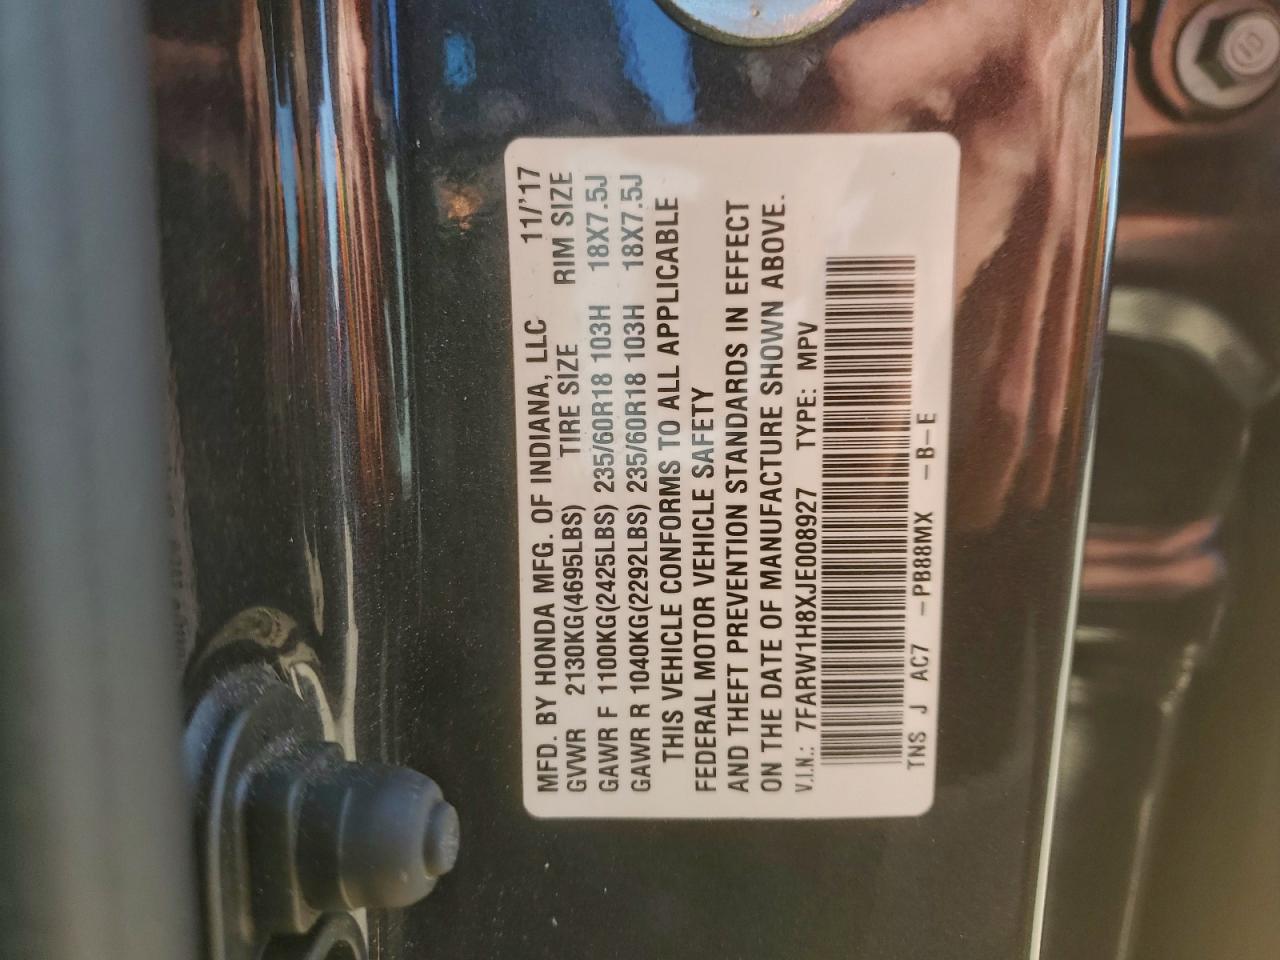 MFD. BY HONDA MFG. OF INDIANA, LLC 11/'17
GVWR 2130KG(4695LBS) TIRE SIZE RIM SIZE
GAWR F 1100KG(2425LBS) 235/60R18 103H 18X7.5J
GAWR R 1040KG(2292LBS) 235/60R18 103H 18X7.5J
THIS VEHICLE CONFORMS TO ALL APPLICABLE
FEDERAL MOTOR VEHICLE SAFETY
AND THEFT PREVENTION STANDARDS IN EFFECT
ON THE DATE OF MANUFACTURE SHOWN ABOVE.
V.I.N.: 7FARW1H8XJE008927 TYPE: MPV
TNS J AC7 -PB88MX -B-E